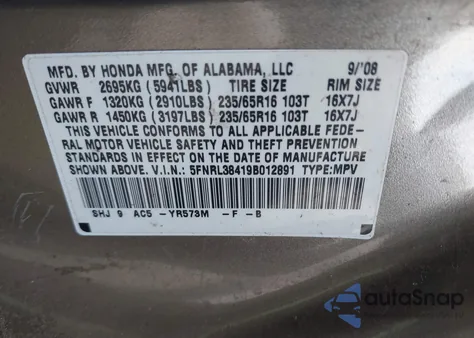 MFD. BY HONDA MFG. OF ALABAMA, LLC 9/'08
GVWR 2695KG (5941LBS) TIRE SIZE RIM SIZE
GAWR F 1320KG (2910LBS) 235/65R16 103T 16X7J
GAWR R 1450KG (3197LBS) 235/65R16 103T 16X7J
THIS VEHICLE CONFORMS TO ALL APPLICABLE FEDE-
RAL MOTOR VEHICLE SAFETY AND THEFT PREVENTION
STANDARDS IN EFFECT ON THE DATE OF MANUFACTURE
SHOWN ABOVE. V.I.N.: 5FNRL38419B012891 TYPE:MPV
SHJ 9 AC5 -YR573M -F -B
autoSnap